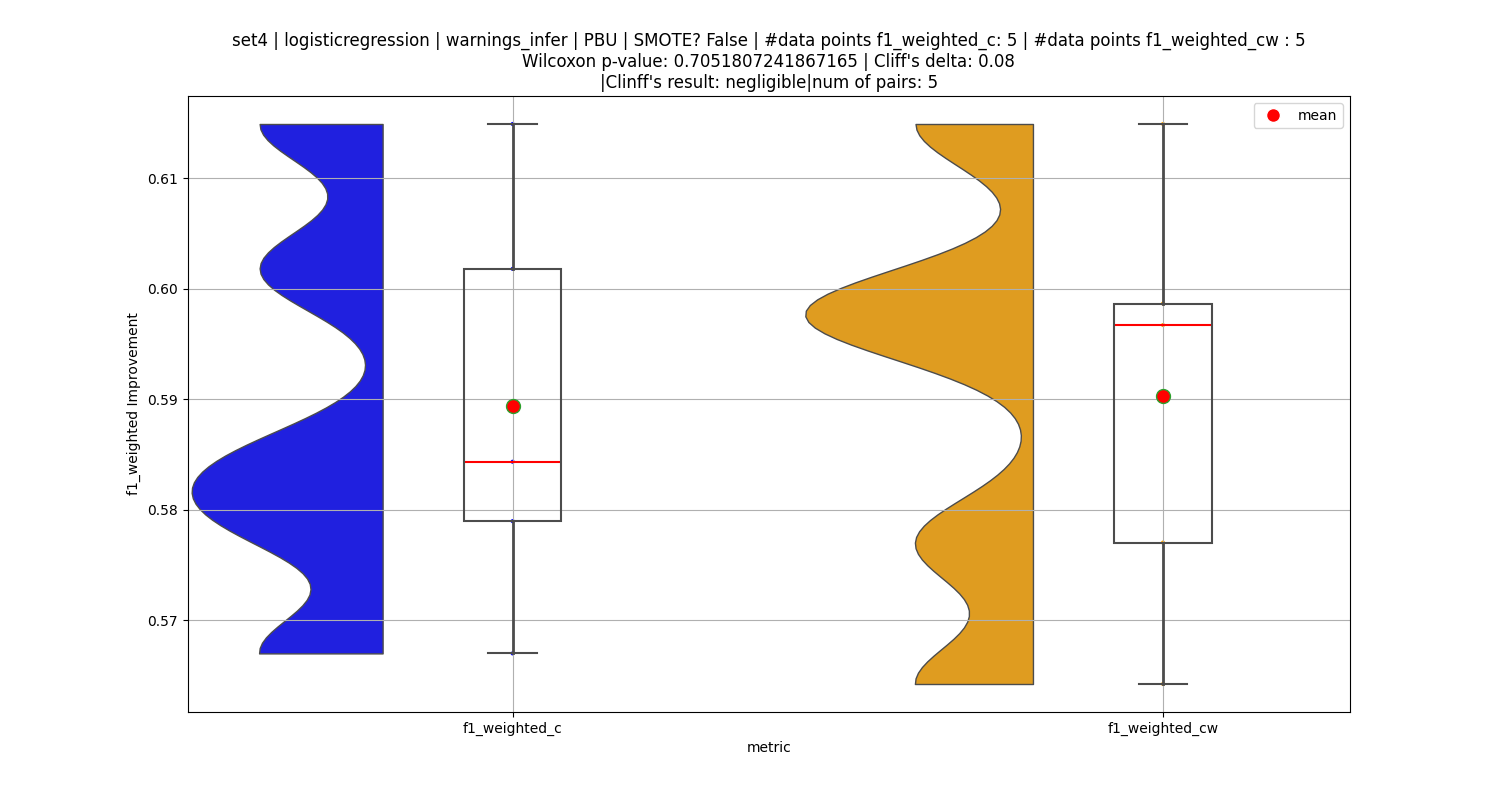 set4 | logisticregression | warnings_infer | PBU | SMOTE? False | #data points f1_weighted_c: 5 | #data points f1_weighted_cw : 5
Wilcoxon p-value: 0.7051807241867165 | Cliff's delta: 0.08
|Clinff's result: negligible|num of pairs: 5
mean
0.61
0.60
0.59
0.58
0.57
f1_weighted Improvement
f1_weighted_c
f1_weighted_cw
metric